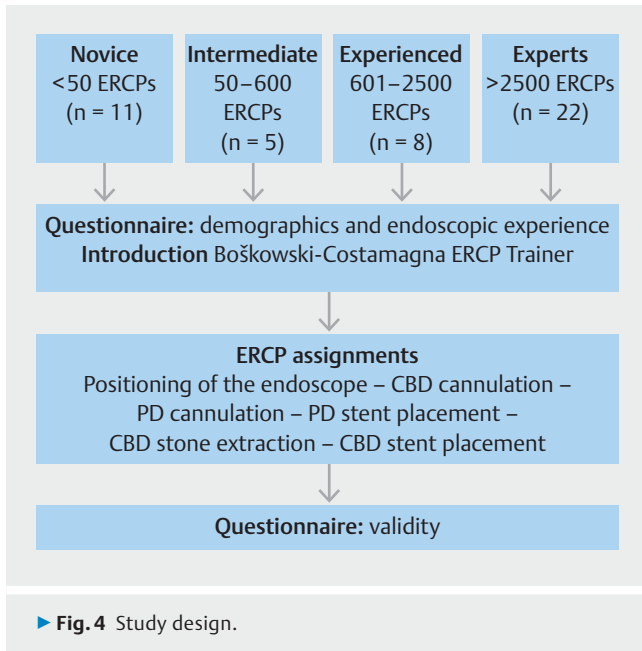 Novice
<50 ERCPs
(n = 11)
Intermediate
50–600
ERCPs
(n = 5)
Experienced
601–2500
ERCPs
(n = 8)
Experts
>2500 ERCPs
(n = 22)
Questionnaire: demographics and endoscopic experience
Introduction Boškowski-Costamagna ERCP Trainer
ERCP assignments
Positioning of the endoscope – CBD cannulation –
PD cannulation – PD stent placement –
CBD stone extraction – CBD stent placement
Questionnaire: validity
▶ Fig. 4 Study design.